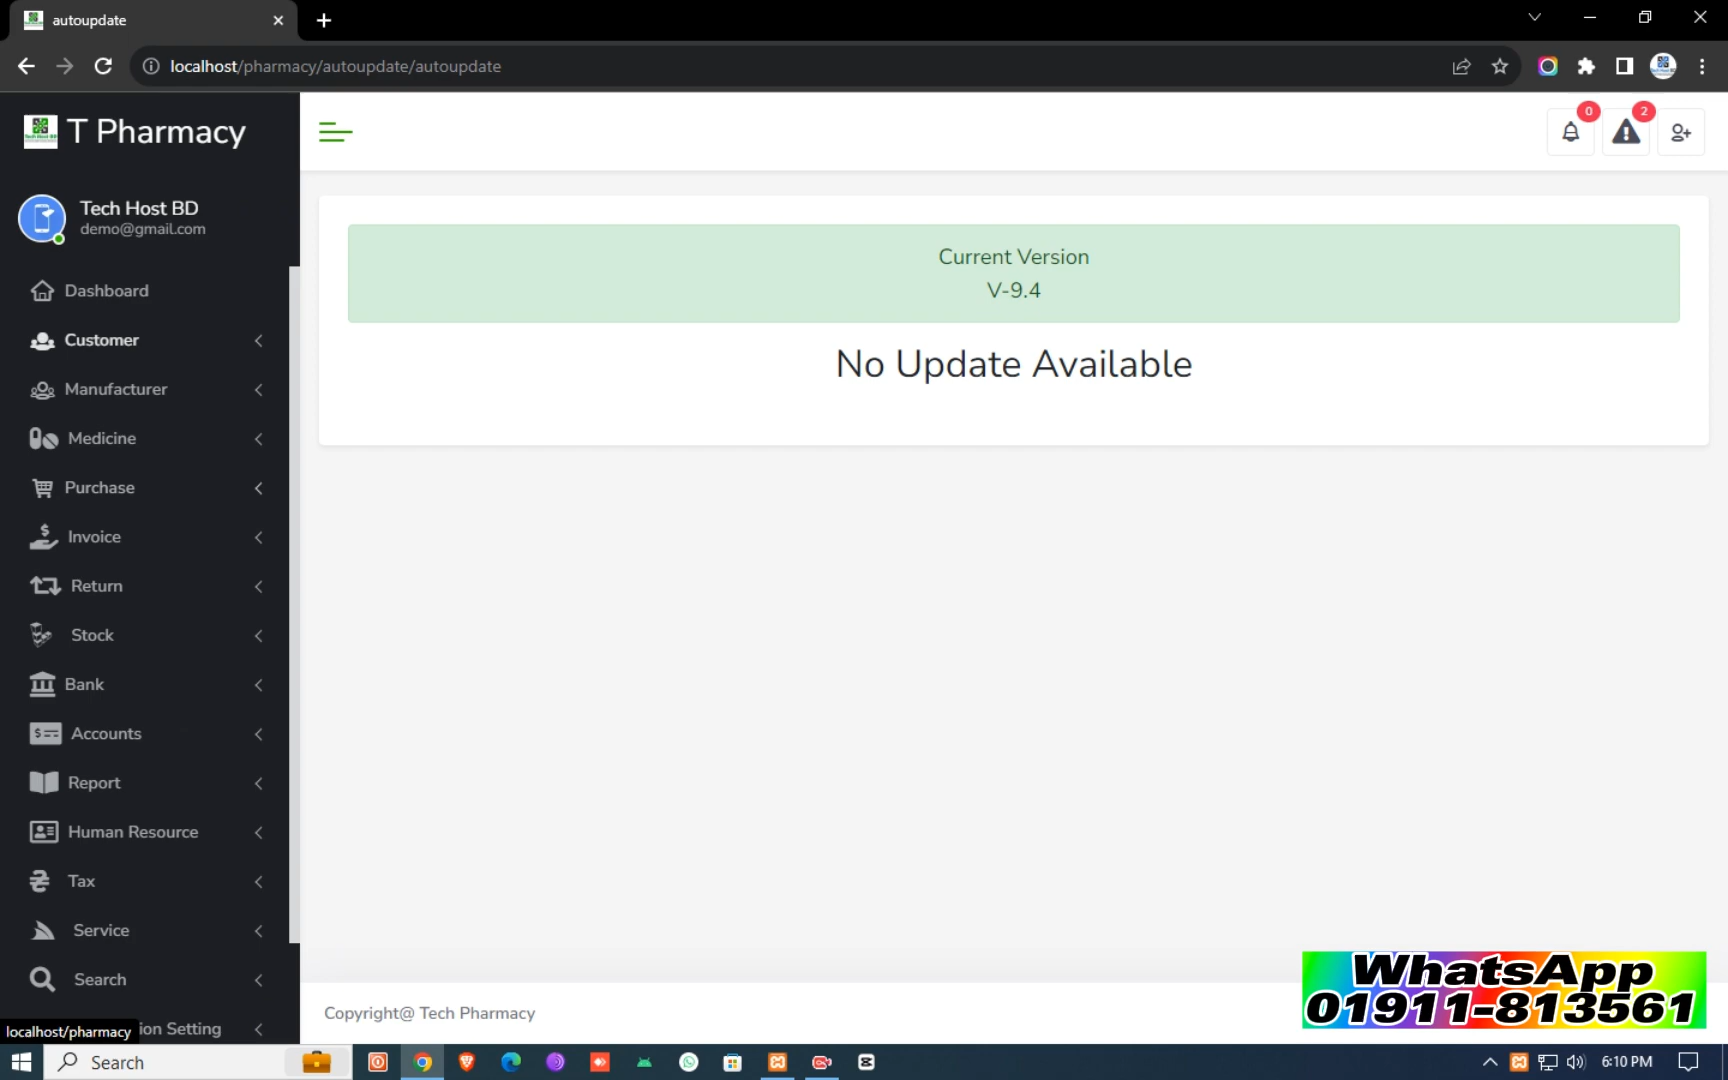 autoupdate
localhost/pharmacy/autoupdate/autoupdate
T Pharmacy
0
2
Tech Host BD
demo@gmail.com
Dashboard
Customer
Manufacturer
Medicine
Purchase
Invoice
Return
Stock
Bank
Accounts
Report
Human Resource
Tax
Service
Search
ion Setting
localhost/pharmacy
Current Version
V-9.4
No Update Available
Copyright@ Tech Pharmacy
WhatsApp
01911-813561
Search
6:10 PM